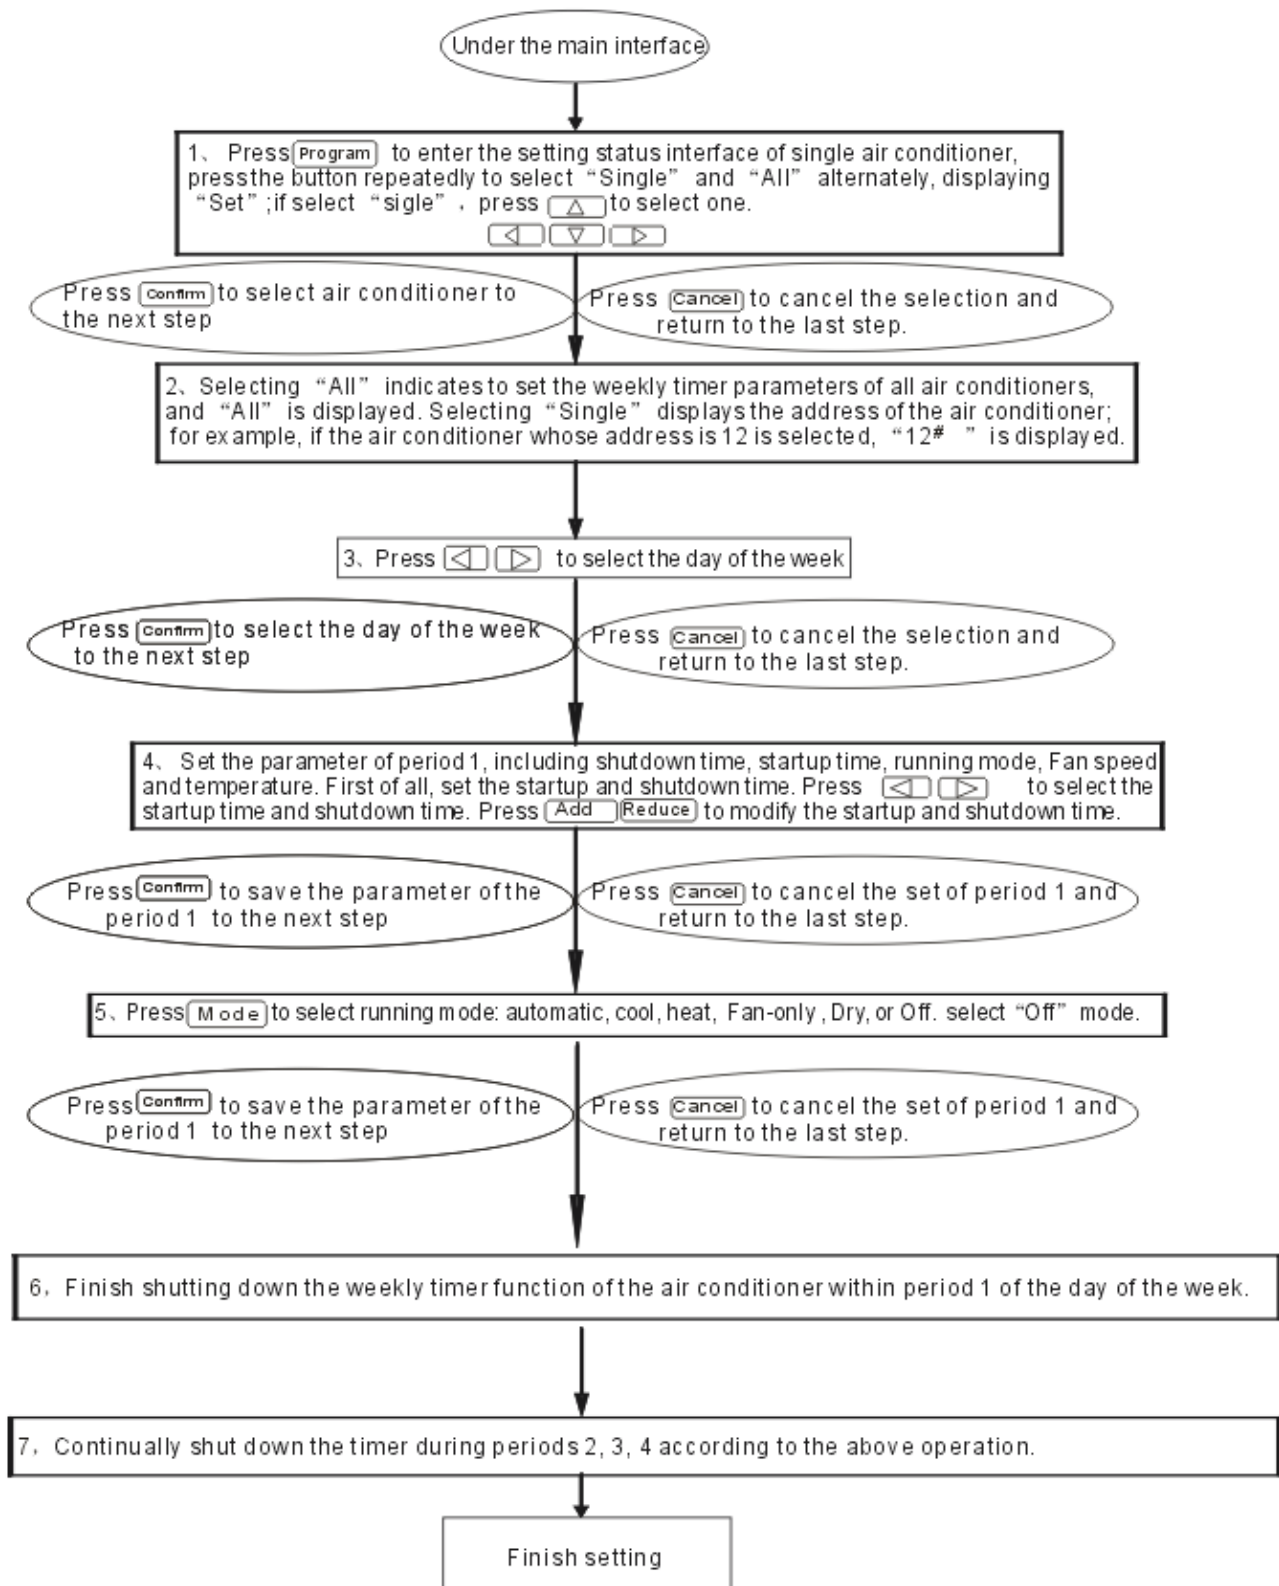 Under the main interface
1、 Press Program to enter the setting status interface of single air conditioner,
press the button repeatedly to select “Single” and “All” alternately, displaying
“Set” ;if select “sigle” , press △ to select one.
◁ ▽ ▷
Press Confirm to select air conditioner to
the next step
Press Cancel to cancel the selection and
return to the last step.
2、Selecting “All” indicates to set the weekly timer parameters of all air conditioners,
and “All” is displayed. Selecting “Single” displays the address of the air conditioner;
for example, if the air conditioner whose address is 12 is selected, “12# ” is displayed.
3、Press ◁ ▷ to select the day of the week
Press Confirm to select the day of the week
to the next step
Press Cancel to cancel the selection and
return to the last step.
4、 Set the parameter of period 1, including shutdown time, startup time, running mode, Fan speed
and temperature. First of all, set the startup and shutdown time. Press ◁ ▷ to select the
startup time and shutdown time. Press Add Reduce to modify the startup and shutdown time.
Press Confirm to save the parameter of the
period 1 to the next step
Press Cancel to cancel the set of period 1 and
return to the last step.
5、Press Mode to select running mode: automatic, cool, heat, Fan-only , Dry, or Off. select “Off” mode.
Press Confirm to save the parameter of the
period 1 to the next step
Press Cancel to cancel the set of period 1 and
return to the last step.
6, Finish shutting down the weekly timer function of the air conditioner within period 1 of the day of the week.
7, Continually shut down the timer during periods 2, 3, 4 according to the above operation.
Finish setting